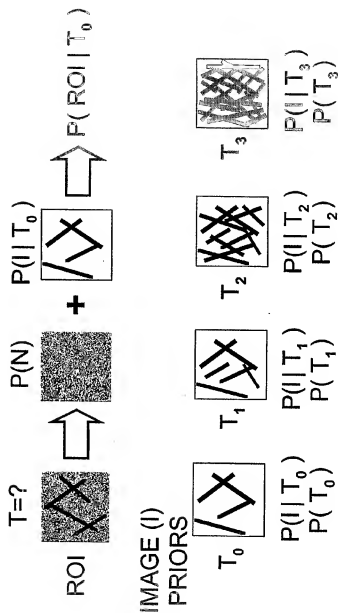 T=?
ROI
P(N)
+
P(I | T₀)
P( ROI | T₀ )
IMAGE (I)
PRIORS
T₀
P(I | T₀)
P( T₀)
T₁
P(I | T₁)
P( T₁)
T₂
P(I | T₂)
P( T₂)
T₃
P(I | T₃)
P( T₃)